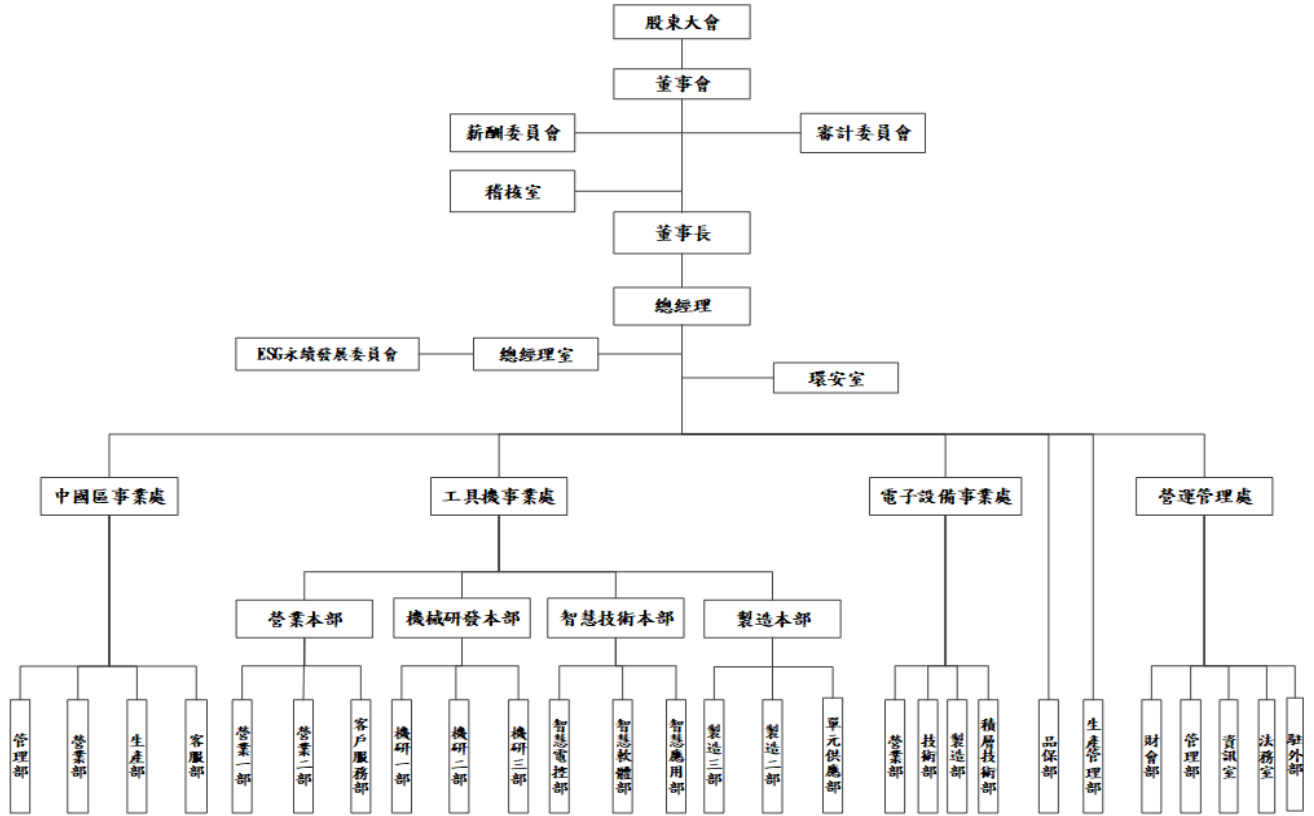 股東大會
董事會
薪酬委員會
審計委員會
稽核室
董事長
總經理
ESG永續發展委員會
總經理室
環安室
中國區事業處
工具機事業處
電子設備事業處
營運管理處
營業本部
機械研發本部
智慧技術本部
製造本部
管理部
營業部
生產部
客服部
營業一部
營業二部
客戶服務部
機研一部
機研二部
機研三部
智慧電控部
智慧軟體部
智慧應用部
製造三部
製造二部
單元供應部
營業部
技術部
製造部
積層技術部
品保部
生產管理部
財會部
管理部
資訊室
法務室
駐外部